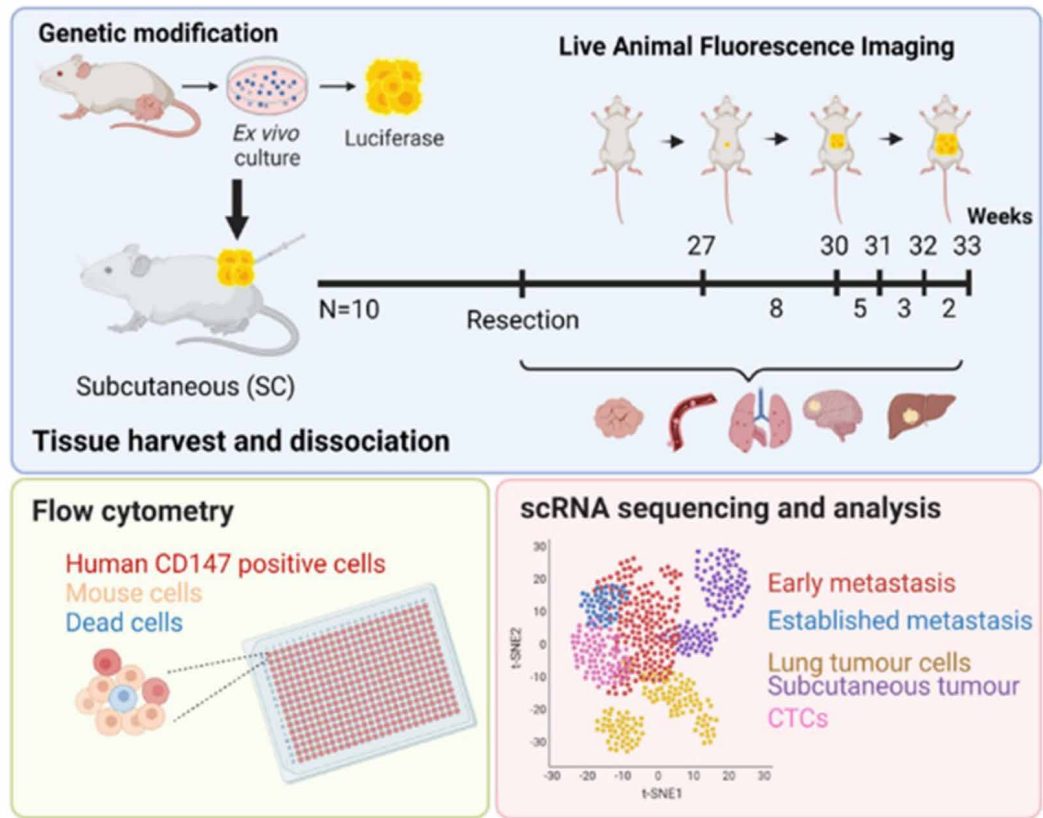 Genetic modification
Live Animal Fluorescence Imaging
Ex vivo
culture
Luciferase
Weeks
27
30
31
32
33
N=10
Resection
8
5
3
2
Subcutaneous (SC)
Tissue harvest and dissociation
Flow cytometry
Human CD147 positive cells
Mouse cells
Dead cells
scRNA sequencing and analysis
30
20
10
0
-10
-20
-30
t-SNE2
-30
-20
-10
0
10
20
30
t-SNE1
Early metastasis
Established metastasis
Lung tumour cells
Subcutaneous tumour
CTCs